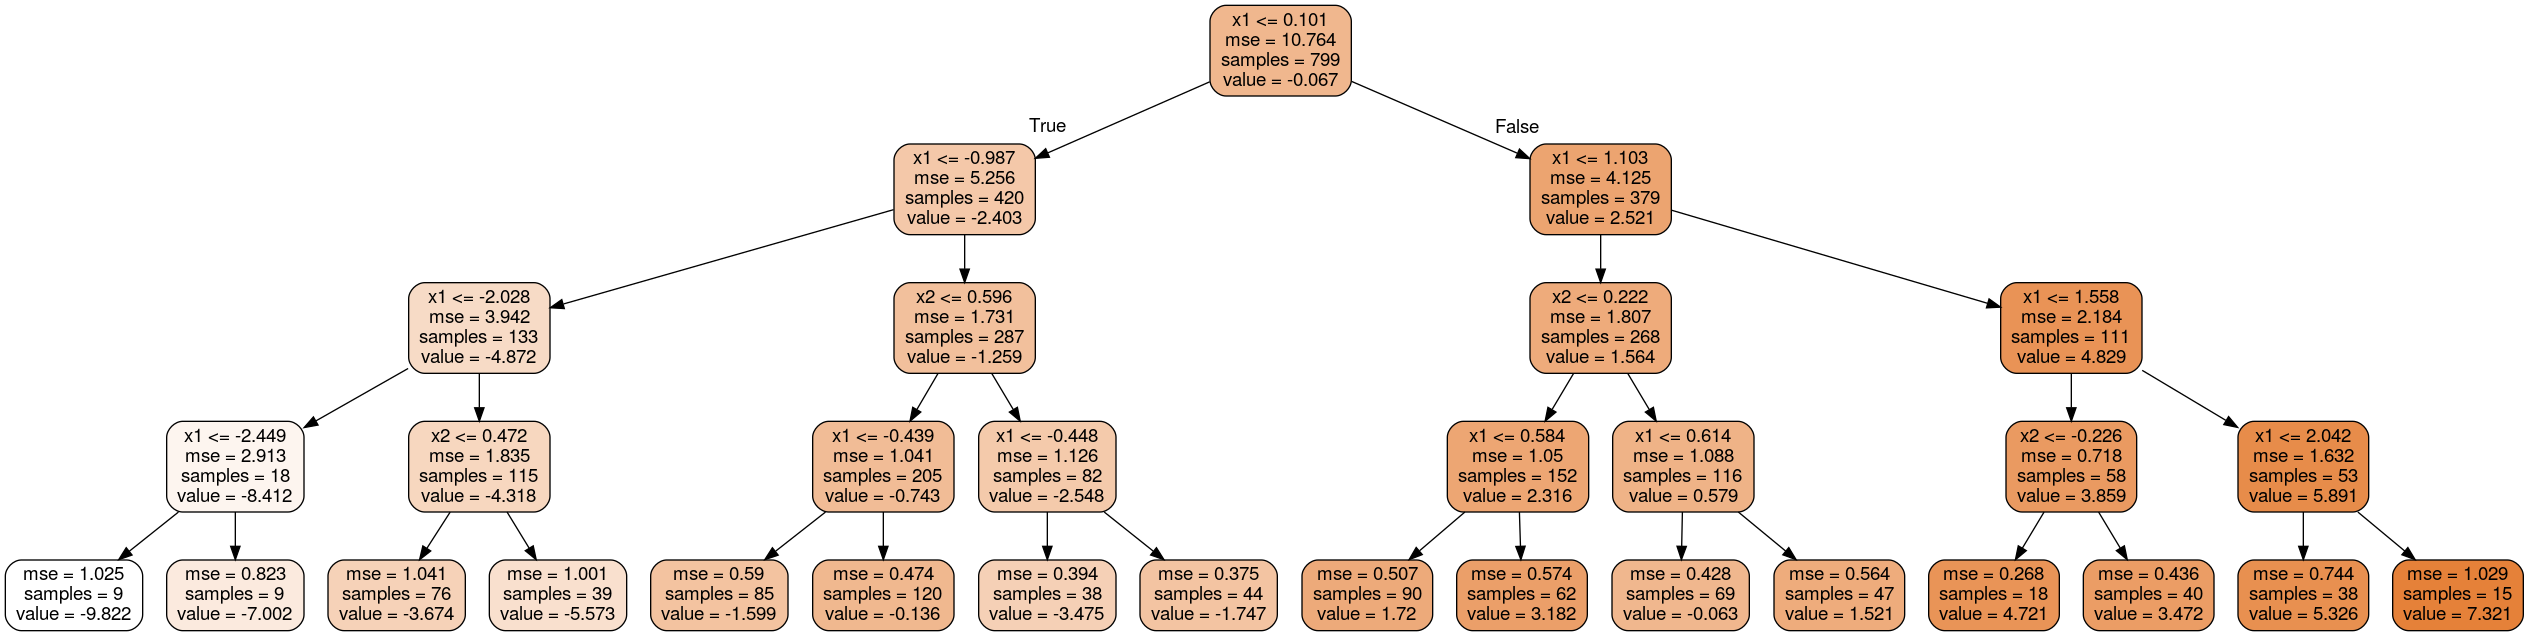 x1 <= 0.101
mse = 10.764
samples = 799
value = -0.067
True
False
x1 <= -0.987
mse = 5.256
samples = 420
value = -2.403
x1 <= 1.103
mse = 4.125
samples = 379
value = 2.521
x1 <= -2.028
mse = 3.942
samples = 133
value = -4.872
x2 <= 0.596
mse = 1.731
samples = 287
value = -1.259
x2 <= 0.222
mse = 1.807
samples = 268
value = 1.564
x1 <= 1.558
mse = 2.184
samples = 111
value = 4.829
x1 <= -2.449
mse = 2.913
samples = 18
value = -8.412
x2 <= 0.472
mse = 1.835
samples = 115
value = -4.318
x1 <= -0.439
mse = 1.041
samples = 205
value = -0.743
x1 <= -0.448
mse = 1.126
samples = 82
value = -2.548
x1 <= 0.584
mse = 1.05
samples = 152
value = 2.316
x1 <= 0.614
mse = 1.088
samples = 116
value = 0.579
x2 <= -0.226
mse = 0.718
samples = 58
value = 3.859
x1 <= 2.042
mse = 1.632
samples = 53
value = 5.891
mse = 1.025
samples = 9
value = -9.822
mse = 0.823
samples = 9
value = -7.002
mse = 1.041
samples = 76
value = -3.674
mse = 1.001
samples = 39
value = -5.573
mse = 0.59
samples = 85
value = -1.599
mse = 0.474
samples = 120
value = -0.136
mse = 0.394
samples = 38
value = -3.475
mse = 0.375
samples = 44
value = -1.747
mse = 0.507
samples = 90
value = 1.72
mse = 0.574
samples = 62
value = 3.182
mse = 0.428
samples = 69
value = -0.063
mse = 0.564
samples = 47
value = 1.521
mse = 0.268
samples = 18
value = 4.721
mse = 0.436
samples = 40
value = 3.472
mse = 0.744
samples = 38
value = 5.326
mse = 1.029
samples = 15
value = 7.321